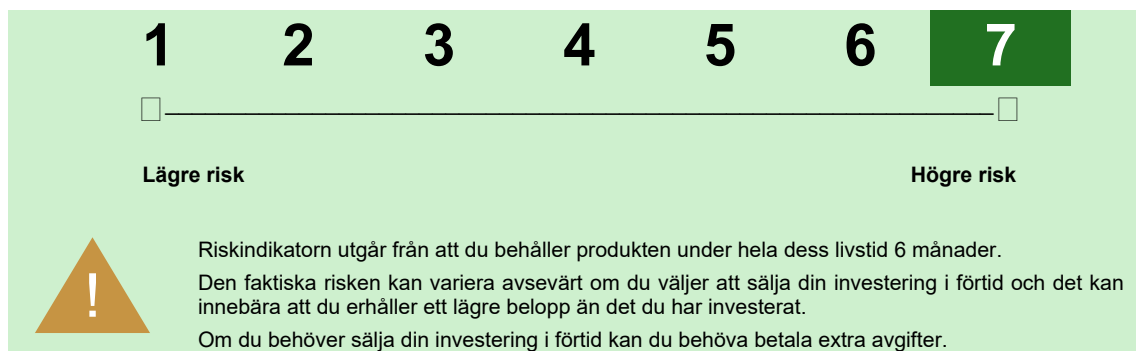 1 2 3 4 5 6 7
Lägre risk Högre risk
!
Riskindikatorn utgår från att du behåller produkten under hela dess livstid 6 månader.
Den faktiska risken kan variera avsevärt om du väljer att sälja din investering i förtid och det kan
innebära att du erhåller ett lägre belopp än det du har investerat.
Om du behöver sälja din investering i förtid kan du behöva betala extra avgifter.